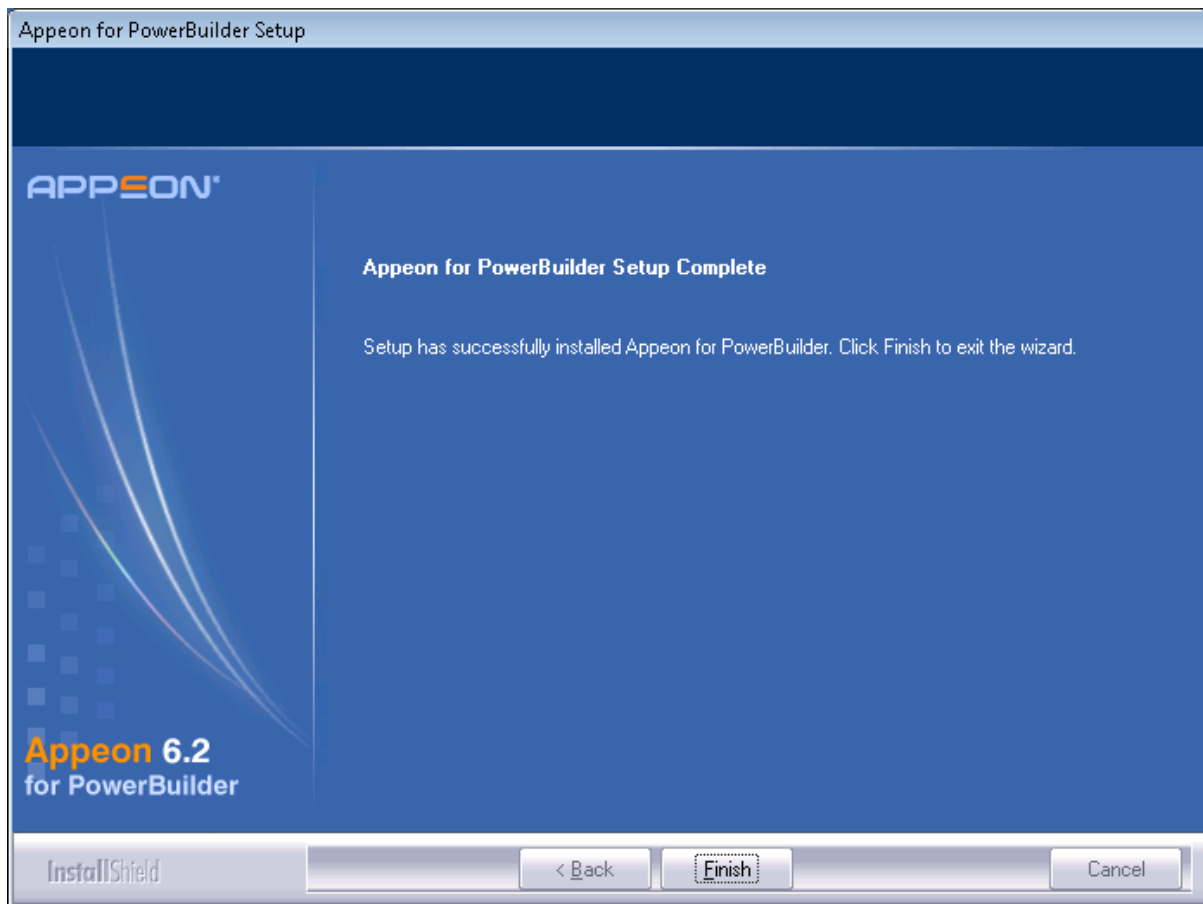 Appeon for PowerBuilder Setup
APPEON®
Appeon for PowerBuilder Setup Complete
Setup has successfully installed Appeon for PowerBuilder. Click Finish to exit the wizard.
Appeon 6.2
for PowerBuilder
InstallShield
< Back
Finish
Cancel